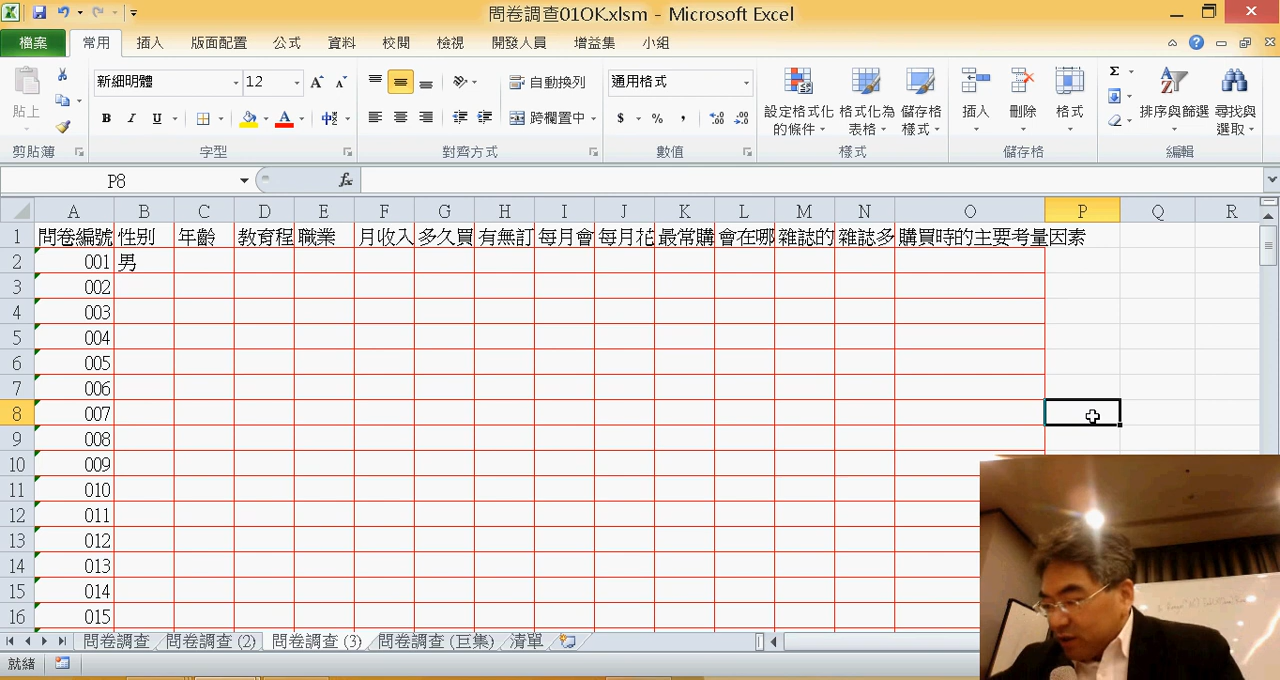 問卷調查01OK.xlsm - Microsoft Excel
檔案 常用 插入 版面配置 公式 資料 校閱 檢視 開發人員 增益集 小組
貼上 新細明體 12 自動換列 通用格式 設定格式化的條件 格式化為表格 儲存格樣式 插入 刪除 格式 排序與篩選 尋找與選取
B I U 跨欄置中 $ % ,
剪貼簿 字型 對齊方式 數值 樣式 儲存格 編輯
P8 fx
A B C D E F G H I J K L M N O P Q R
1 問卷編號 性別 年齡 教育程 職業 月收入 多久買 有無訂 每月會 每月花 最常購 會在哪 雜誌的 雜誌多 購買時的主要考量因素
2 001 男
3 002
4 003
5 004
6 005
7 006
8 007
9 008
10 009
11 010
12 011
13 012
14 013
15 014
16 015
問卷調查 問卷調查 (2) 問卷調查 (3) 問卷調查 (巨集) 清單
就緒